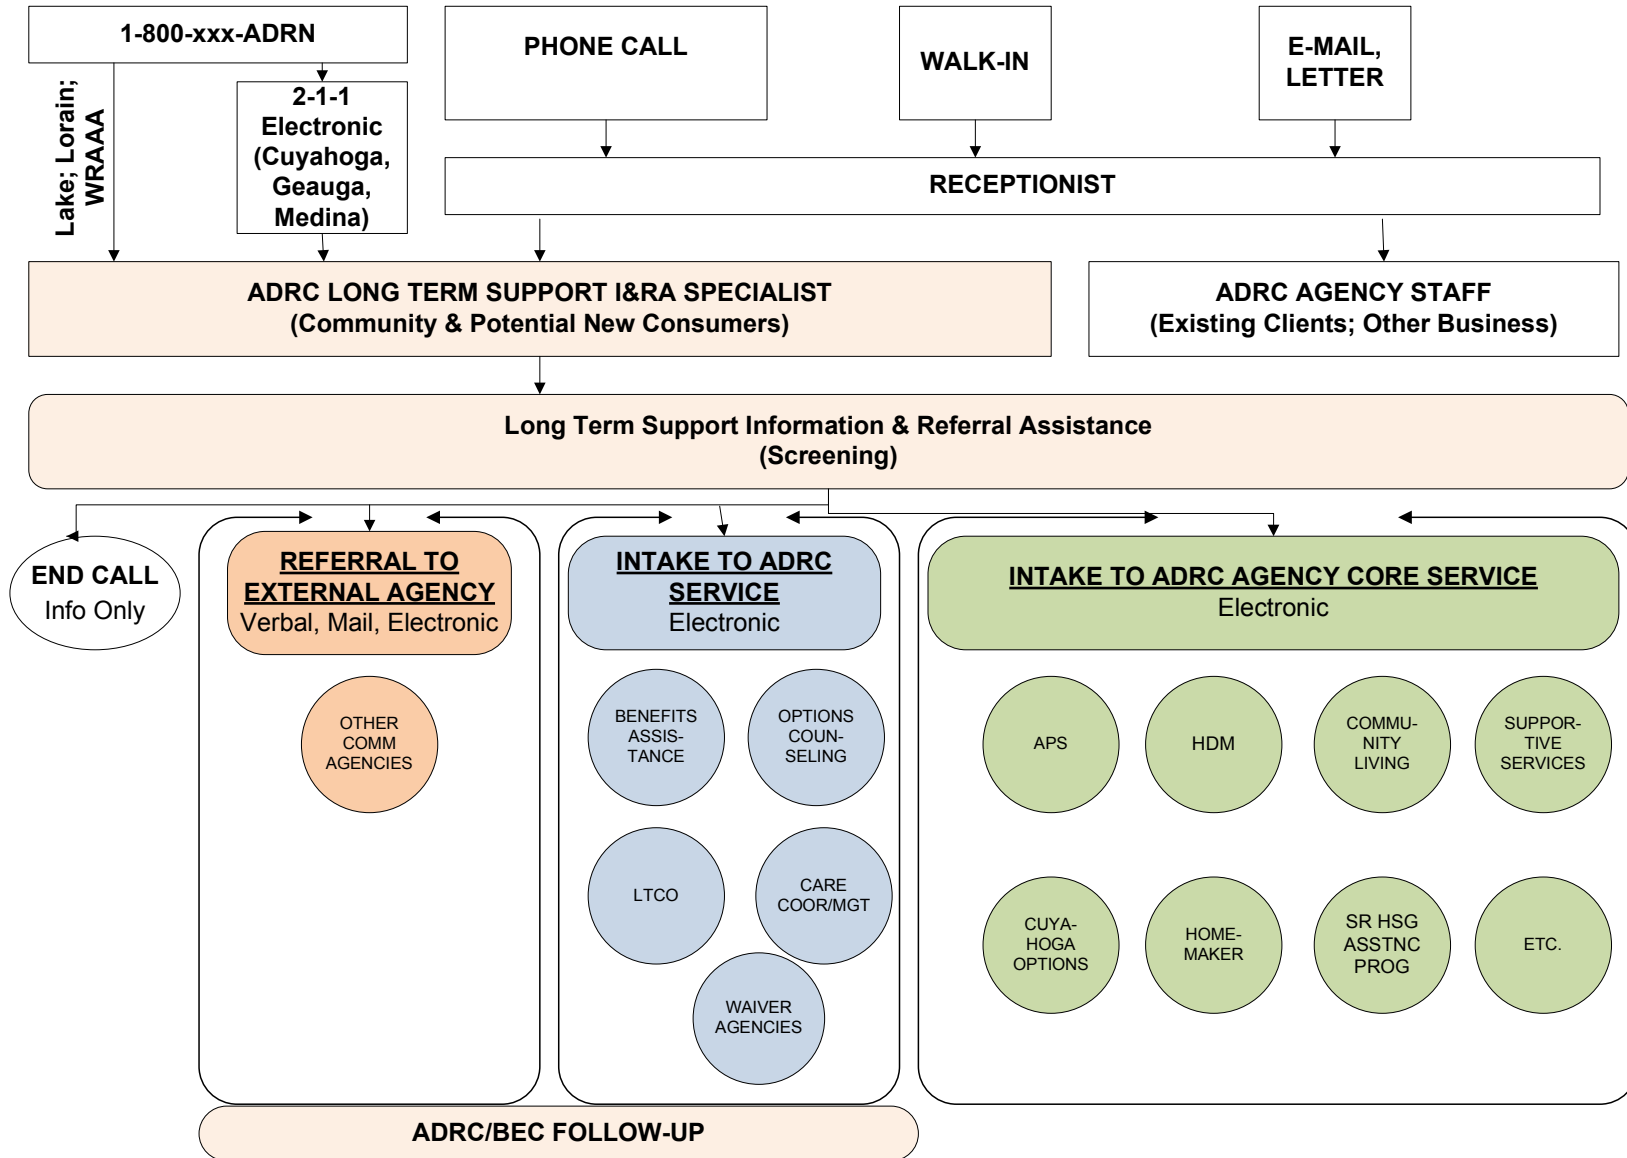 1-800-xxx-ADRN
PHONE CALL
WALK-IN
E-MAIL,
LETTER
Lake; Lorain;
WRAAA
2-1-1
Electronic
(Cuyahoga,
Geauga,
Medina)
RECEPTIONIST
ADRC LONG TERM SUPPORT I&RA SPECIALIST
(Community & Potential New Consumers)
ADRC AGENCY STAFF
(Existing Clients; Other Business)
Long Term Support Information & Referral Assistance
(Screening)
END CALL
Info Only
REFERRAL TO
EXTERNAL AGENCY
Verbal, Mail, Electronic
INTAKE TO ADRC
SERVICE
Electronic
INTAKE TO ADRC AGENCY CORE SERVICE
Electronic
OTHER
COMM
AGENCIES
BENEFITS
ASSIS-
TANCE
OPTIONS
COUN-
SELING
LTCO
CARE
COOR/MGT
WAIVER
AGENCIES
APS
HDM
COMMU-
NITY
LIVING
SUPPOR-
TIVE
SERVICES
CUYA-
HOGA
OPTIONS
HOME-
MAKER
SR HSG
ASSTNC
PROG
ETC.
ADRC/BEC FOLLOW-UP